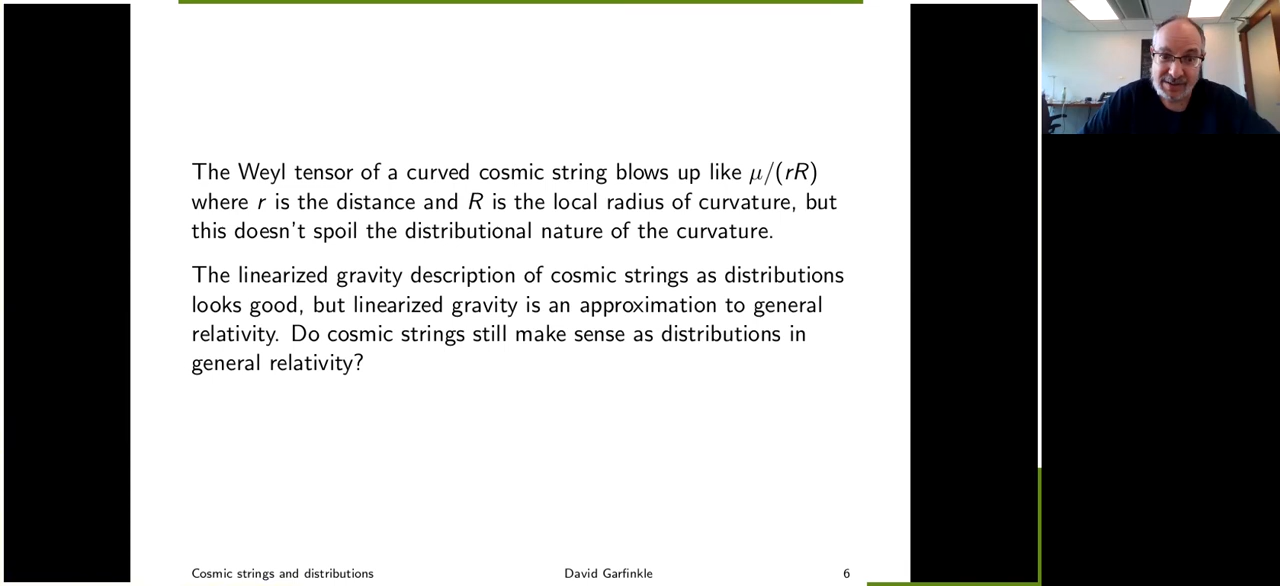 The Weyl tensor of a curved cosmic string blows up like μ/(rR)
where r is the distance and R is the local radius of curvature, but
this doesn't spoil the distributional nature of the curvature.
The linearized gravity description of cosmic strings as distributions
looks good, but linearized gravity is an approximation to general
relativity. Do cosmic strings still make sense as distributions in
general relativity?
Cosmic strings and distributions David Garfinkle 6